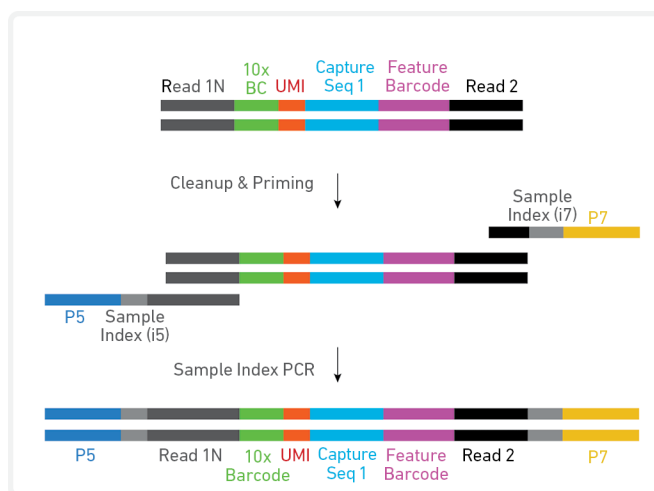 Read 1N
10x
BC
UMI
Capture
Seq 1
Feature
Barcode
Read 2
Cleanup & Priming
Sample
Index (i7)
P7
P5
Sample
Index (i5)
Sample Index PCR
P5
Read 1N
10x
Barcode
UMI
Capture
Seq 1
Feature
Barcode
Read 2
P7